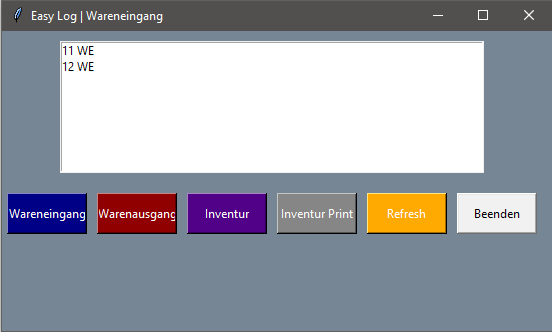 Easy Log | Wareneingang
11 WE
12 WE
Wareneingang Warenausgang Inventur Inventur Print Refresh Beenden